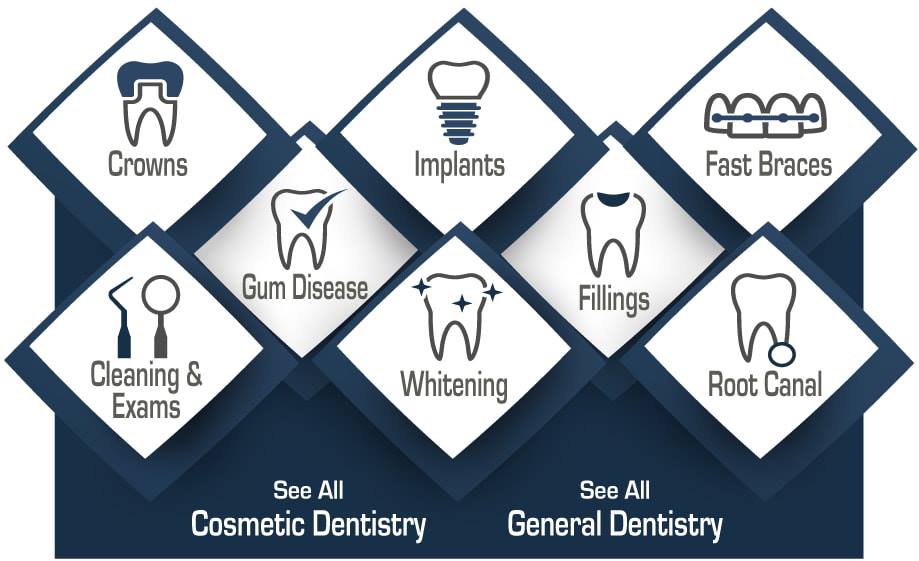 Crowns
Implants
Fast Braces
Gum Disease
Fillings
Cleaning &
Exams
Whitening
Root Canal
See All
Cosmetic Dentistry
See All
General Dentistry